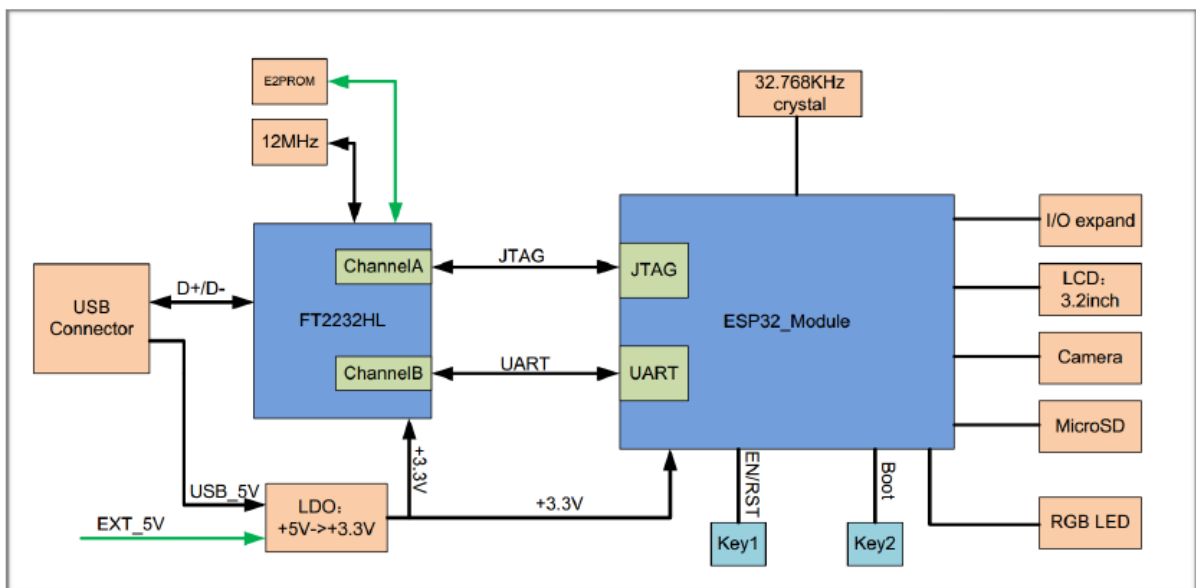 E2PROM
12MHz
32.768KHz
crystal
USB
Connector
D+/D-
FT2232HL
ChannelA
ChannelB
JTAG
UART
JTAG
UART
ESP32_Module
I/O expand
LCD：
3.2inch
Camera
MicroSD
RGB LED
+3.3V
USB_5V
EXT_5V
LDO：
+5V->+3.3V
+3.3V
EN/RST
Boot
Key1
Key2